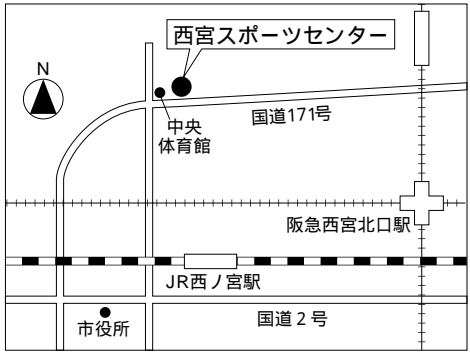 西宮スポーツセンター
N
中央
体育館
国道171号
阪急西宮北口駅
JR西ノ宮駅
市役所
国道2号